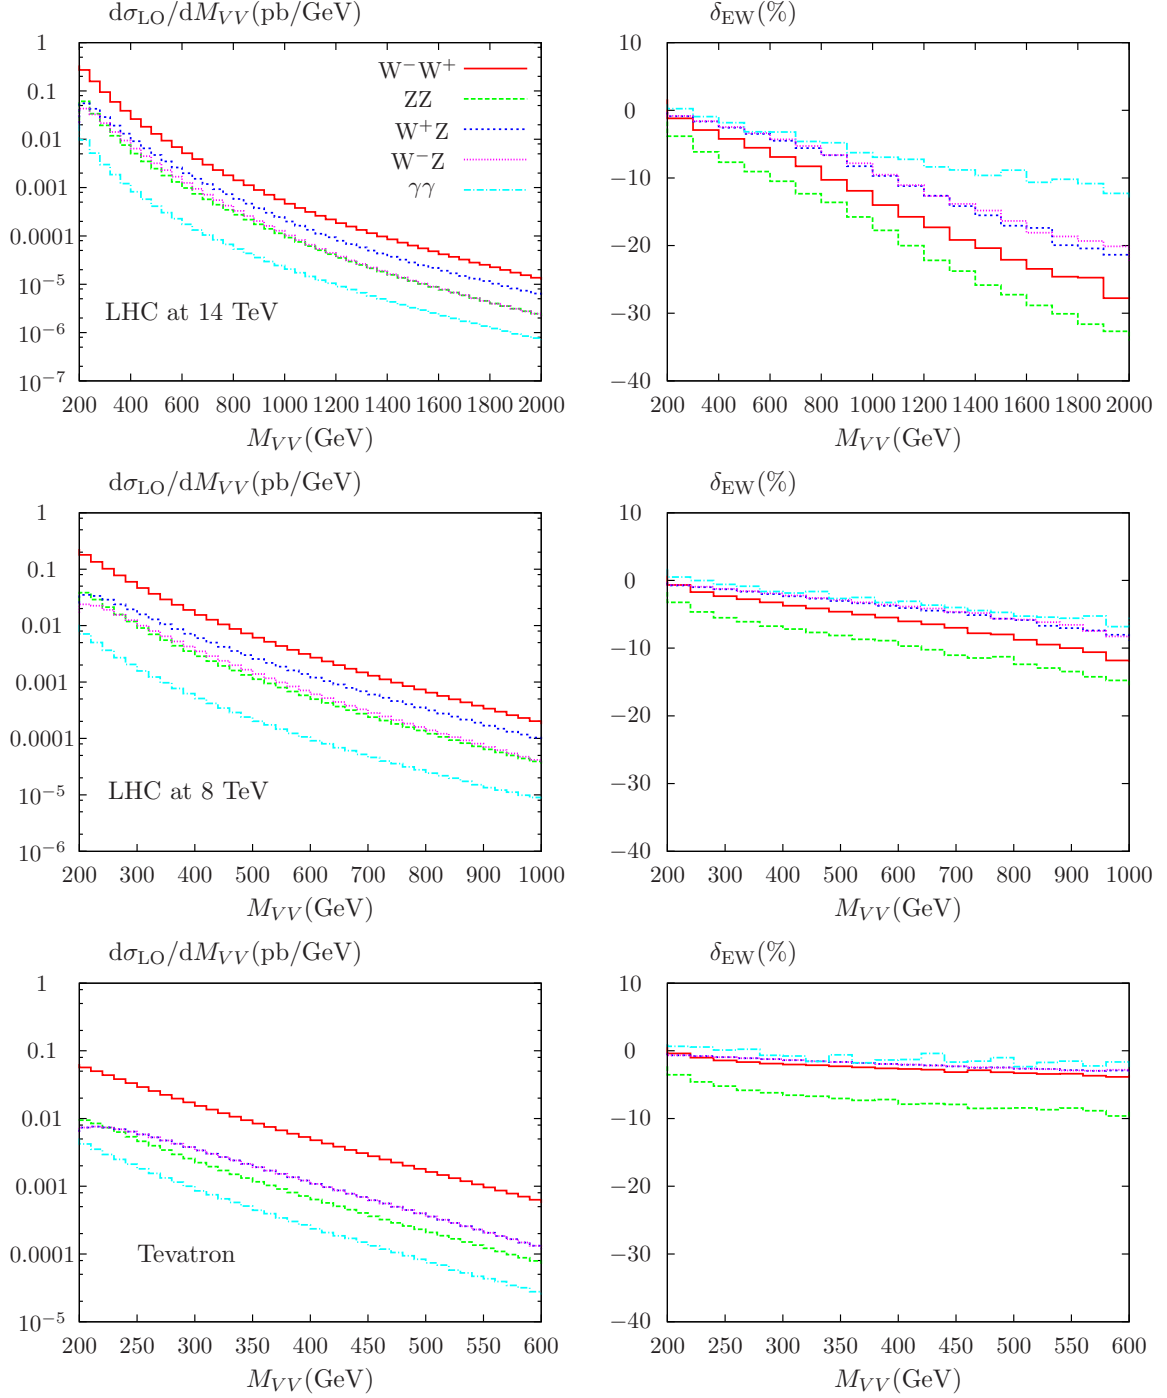 dσLO/dMVV(pb/GeV)
δEW(%)
1
0.1
0.01
0.001
0.0001
10−5
10−6
10−7
W−W+
ZZ
W+Z
W−Z
γγ
LHC at 14 TeV
200 400 600 800 1000 1200 1400 1600 1800 2000
MVV(GeV)
10
0
−10
−20
−30
−40
200 400 600 800 1000 1200 1400 1600 1800 2000
MVV(GeV)
dσLO/dMVV(pb/GeV)
δEW(%)
1
0.1
0.01
0.001
0.0001
10−5
10−6
LHC at 8 TeV
200 300 400 500 600 700 800 900 1000
MVV(GeV)
10
0
−10
−20
−30
−40
200 300 400 500 600 700 800 900 1000
MVV(GeV)
dσLO/dMVV(pb/GeV)
δEW(%)
1
0.1
0.01
0.001
0.0001
10−5
Tevatron
200 250 300 350 400 450 500 550 600
MVV(GeV)
10
0
−10
−20
−30
−40
200 250 300 350 400 450 500 550 600
MVV(GeV)